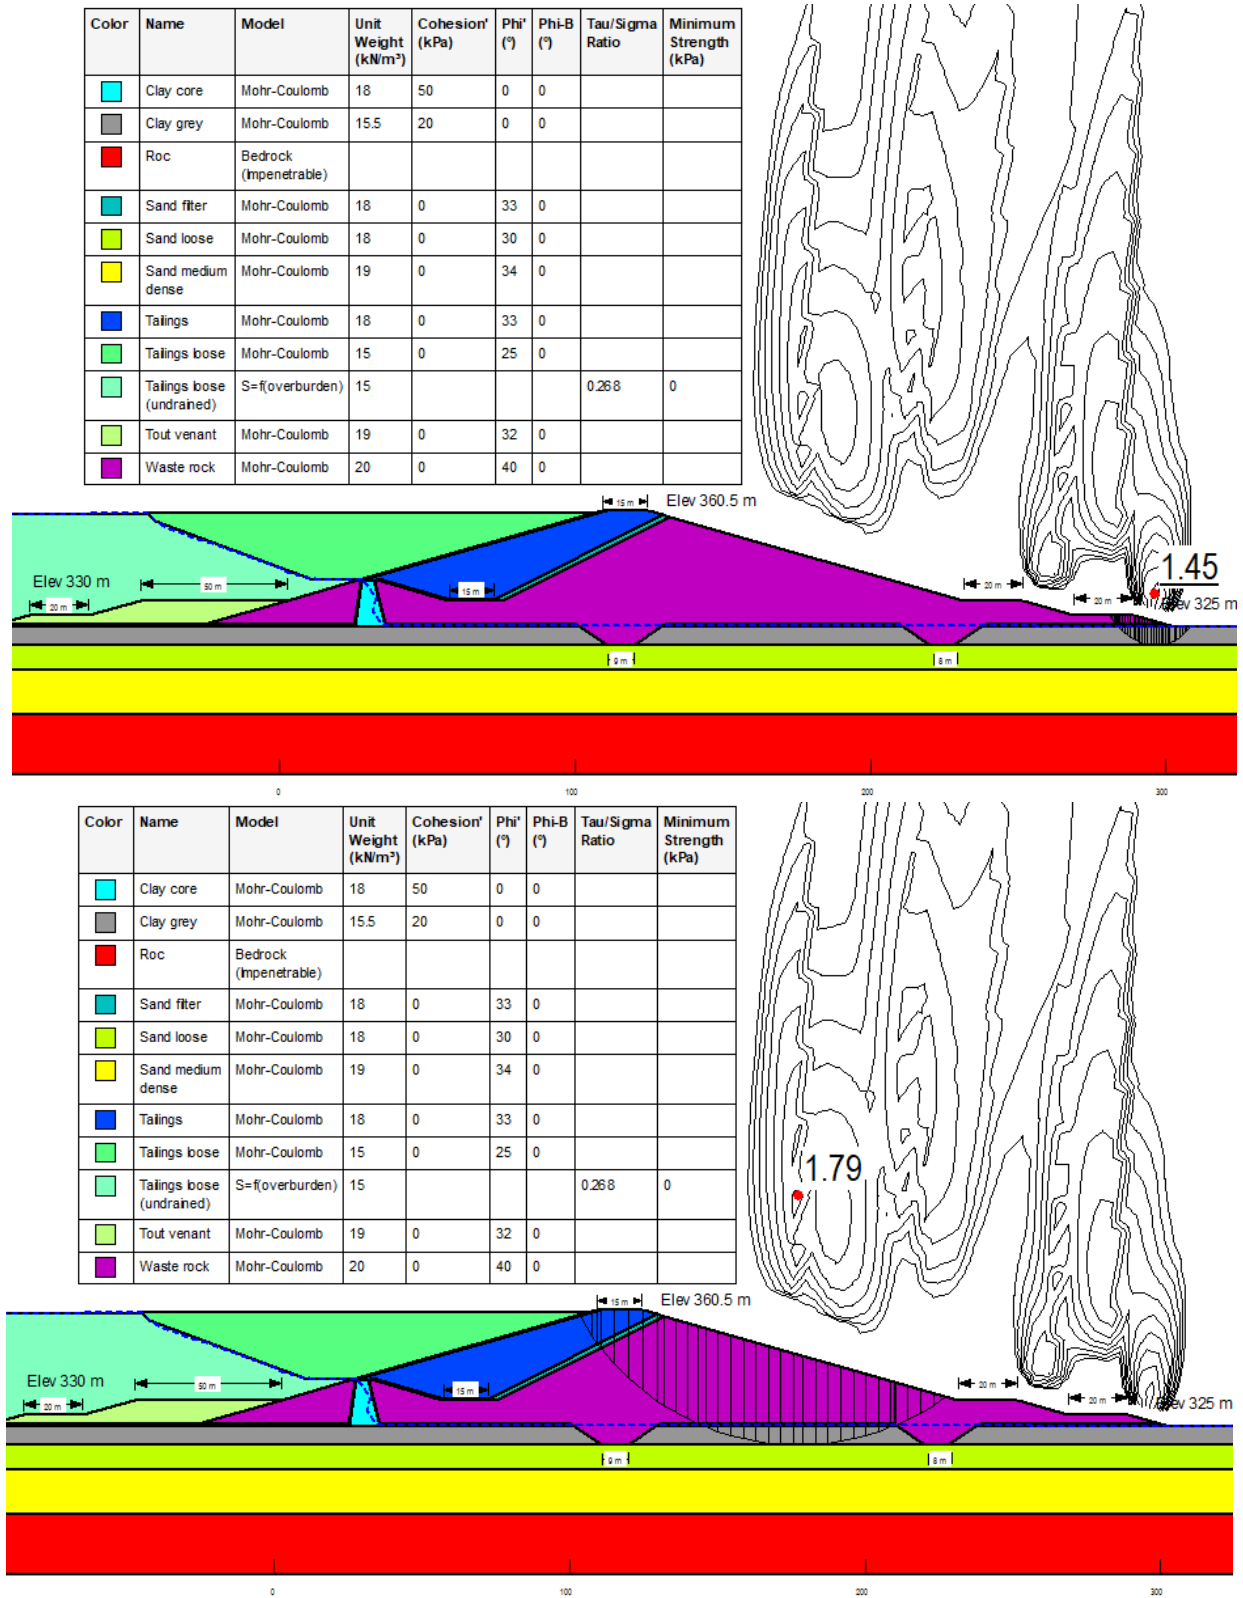 Color Name Model Unit Weight (kN/m³) Cohesion' (kPa) Phi' (°) Phi-B (°) Tau/Sigma Ratio Minimum Strength (kPa)
Clay core Mohr-Coulomb 18 50 0 0
Clay grey Mohr-Coulomb 15.5 20 0 0
Roc Bedrock (Impenetrable)
Sand filter Mohr-Coulomb 18 0 33 0
Sand loose Mohr-Coulomb 18 0 30 0
Sand medium dense Mohr-Coulomb 19 0 34 0
Tailings Mohr-Coulomb 18 0 33 0
Tailings loose Mohr-Coulomb 15 0 25 0
Tailings loose (undrained) S=f(overburden) 15 0.268 0
Tout venant Mohr-Coulomb 19 0 32 0
Waste rock Mohr-Coulomb 20 0 40 0
15 m Elev 360.5 m
1.45
Elev 330 m 50 m 15 m 20 m
20 m 20 m Elev 325 m
9 m 8 m
0 100 200 300
Color Name Model Unit Weight (kN/m³) Cohesion' (kPa) Phi' (°) Phi-B (°) Tau/Sigma Ratio Minimum Strength (kPa)
Clay core Mohr-Coulomb 18 50 0 0
Clay grey Mohr-Coulomb 15.5 20 0 0
Roc Bedrock (Impenetrable)
Sand filter Mohr-Coulomb 18 0 33 0
Sand loose Mohr-Coulomb 18 0 30 0
Sand medium dense Mohr-Coulomb 19 0 34 0
Tailings Mohr-Coulomb 18 0 33 0
Tailings loose Mohr-Coulomb 15 0 25 0
Tailings loose (undrained) S=f(overburden) 15 0.268 0
Tout venant Mohr-Coulomb 19 0 32 0
Waste rock Mohr-Coulomb 20 0 40 0
1.79
15 m Elev 360.5 m
Elev 330 m 50 m 15 m 20 m
20 m 20 m Elev 325 m
9 m 8 m
0 100 200 300